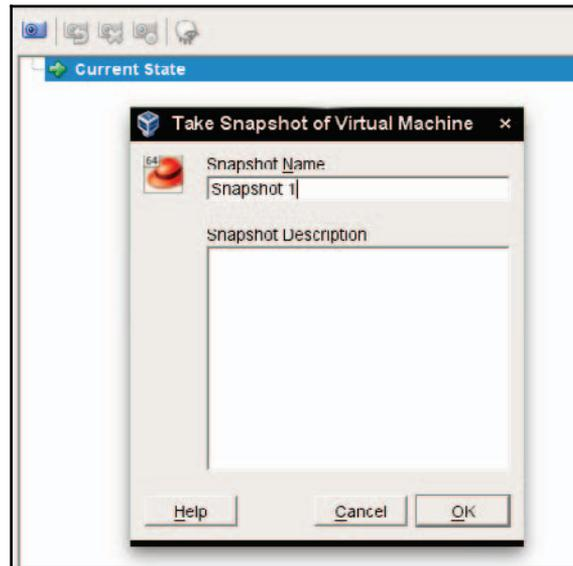 Current State
Take Snapshot of Virtual Machine
64
Snapshot Name
Snapshot 1
Snapshot Description
Help
Cancel
OK